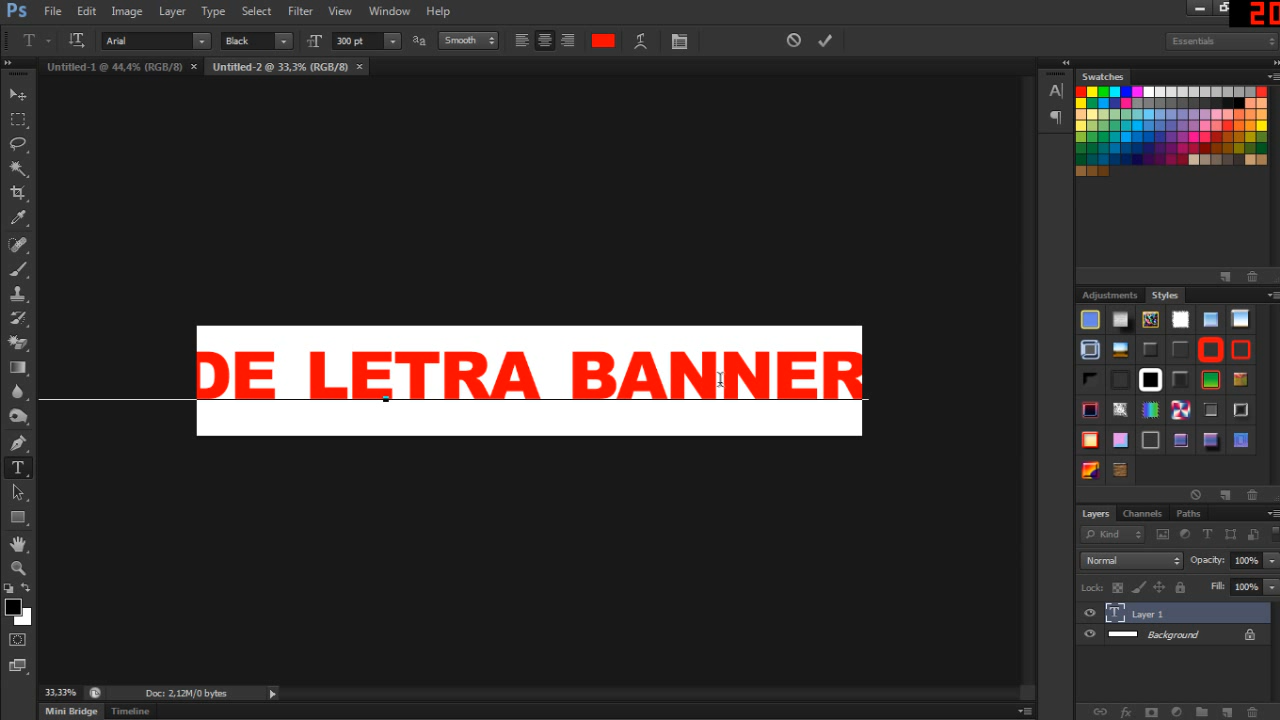 Ps File Edit Image Layer Type Select Filter 3D View Window Help
20
T Arial Black T 300 pt aa Smooth Essentials
Untitled-1 @ 44,4% (RGB/8) × Untitled-2 @ 33,3% (RGB/8) ×
Swatches
A
Adjustments Styles
DE LETRA BANNER
T
Layers Channels Paths
Kind
Normal Opacity: 100%
Lock: Fill: 100%
T Layer 1
Background
33,33% Doc: 2,12M/0 bytes
Mini Bridge Timeline